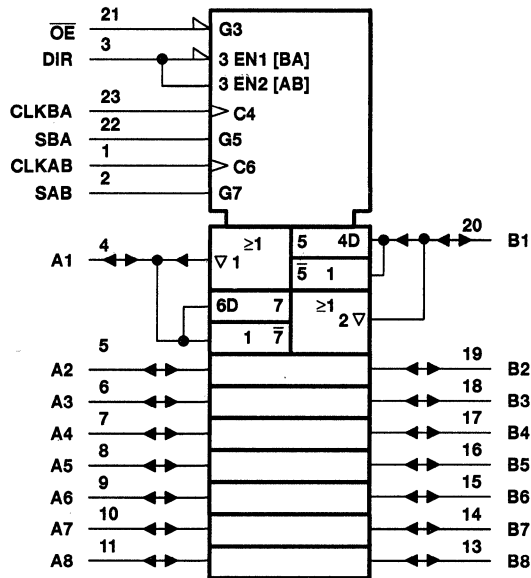 21
O̅E̅ G3
3
DIR 3 EN1 [BA]
3 EN2 [AB]
23
CLKBA C4
22
SBA G5
1
CLKAB C6
2
SAB G7
4 ≥1 5 4D 20
A1 ▽ 1 5̅ 1 B1
6D 7 ≥1
1 7̅ 2 ▽
5 19
A2 B2
6 18
A3 B3
7 17
A4 B4
8 16
A5 B5
9 15
A6 B6
10 14
A7 B7
11 13
A8 B8